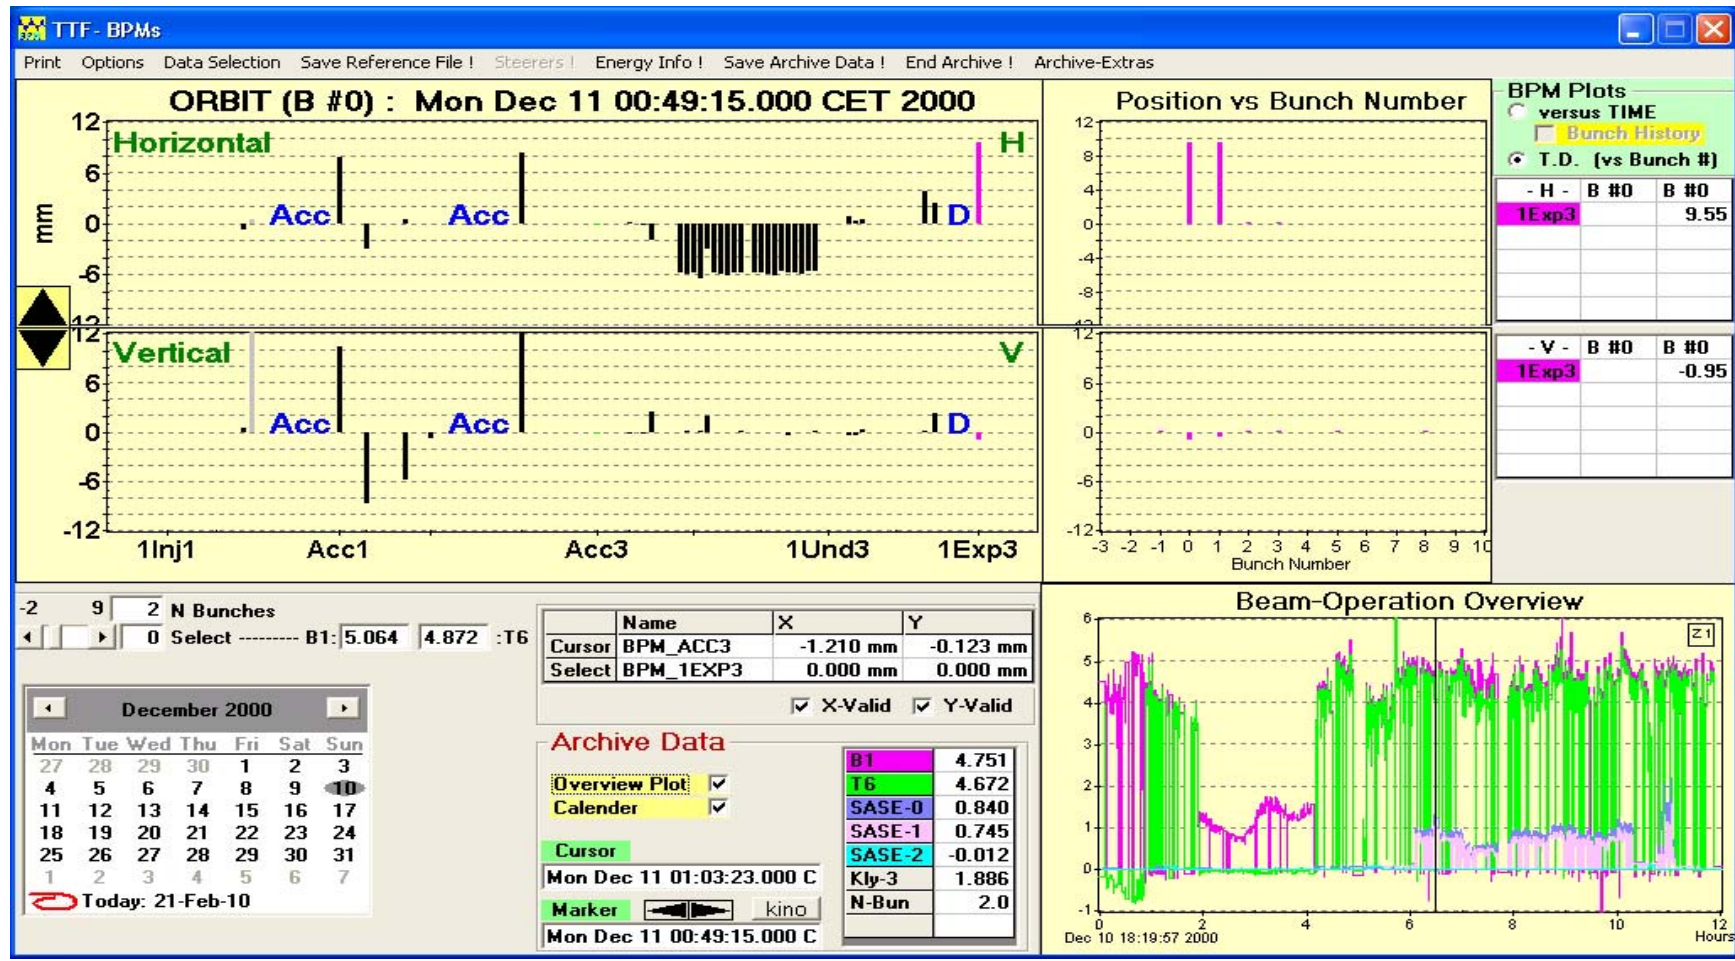 TTF - BPMs
Print Options Data Selection Save Reference File ! Steerers ! Energy Info ! Save Archive Data ! End Archive ! Archive-Extras
ORBIT (B #0) : Mon Dec 11 00:49:15.000 CET 2000
12
Horizontal H
6
mm
0
Acc Acc D
-6
12
12
Vertical V
6
Acc Acc D
0
-6
-12
1Inj1 Acc1 Acc3 1Und3 1Exp3
Position vs Bunch Number
12
8
4
0
-4
-8
12
6
0
-6
-12
-3 -2 -1 0 1 2 3 4 5 6 7 8 9 10
Bunch Number
BPM Plots
versus TIME
Bunch History
T.D. (vs Bunch #)
- H - B #0 B #0
1Exp3 9.55
- V - B #0 B #0
1Exp3 -0.95
-2 9 2 N Bunches
0 Select -------- B1: 5.064 4.872 :T6
December 2000
Mon Tue Wed Thu Fri Sat Sun
27 28 29 30 1 2 3
4 5 6 7 8 9 10
11 12 13 14 15 16 17
18 19 20 21 22 23 24
25 26 27 28 29 30 31
1 2 3 4 5 6 7
Today: 21-Feb-10
Name X Y
Cursor BPM_ACC3 -1.210 mm -0.123 mm
Select BPM_1EXP3 0.000 mm 0.000 mm
X-Valid Y-Valid
Archive Data
Overview Plot
Calender
Cursor
Mon Dec 11 01:03:23.000 C
Marker kino
Mon Dec 11 00:49:15.000 C
B1 4.751
T6 4.672
SASE-0 0.840
SASE-1 0.745
SASE-2 -0.012
Kly-3 1.886
N-Bun 2.0
Beam-Operation Overview
Z1
6
5
4
3
2
1
0
-1
0 2 4 6 8 10 12
Dec 10 18:19:57 2000 Hours